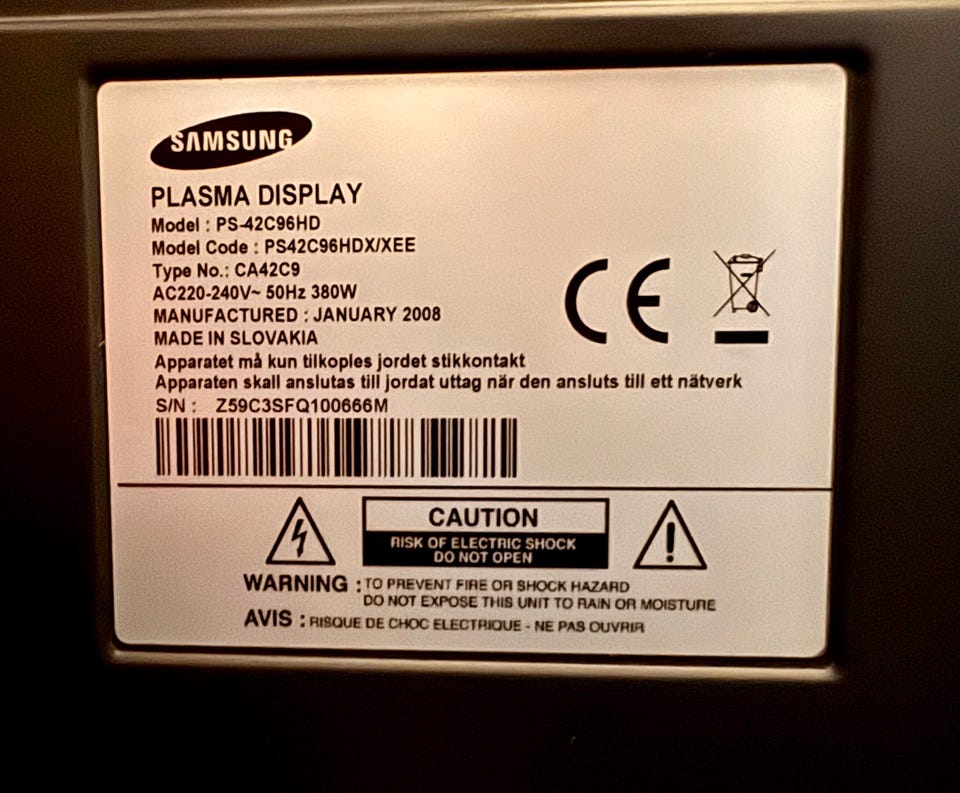 SAMSUNG
PLASMA DISPLAY
Model : PS-42C96HD
Model Code : PS42C96HDX/XEE
Type No.: CA42C9
AC220-240V~ 50Hz 380W
MANUFACTURED : JANUARY 2008
MADE IN SLOVAKIA
Apparatet må kun tilkoples jordet stikkontakt
Apparaten skall anslutas till jordat uttag när den ansluts till ett nätverk
S/N : Z59C3SFQ100666M
CE
CAUTION
RISK OF ELECTRIC SHOCK
DO NOT OPEN
WARNING : TO PREVENT FIRE OR SHOCK HAZARD
DO NOT EXPOSE THIS UNIT TO RAIN OR MOISTURE
AVIS : RISQUE DE CHOC ELECTRIQUE - NE PAS OUVRIR